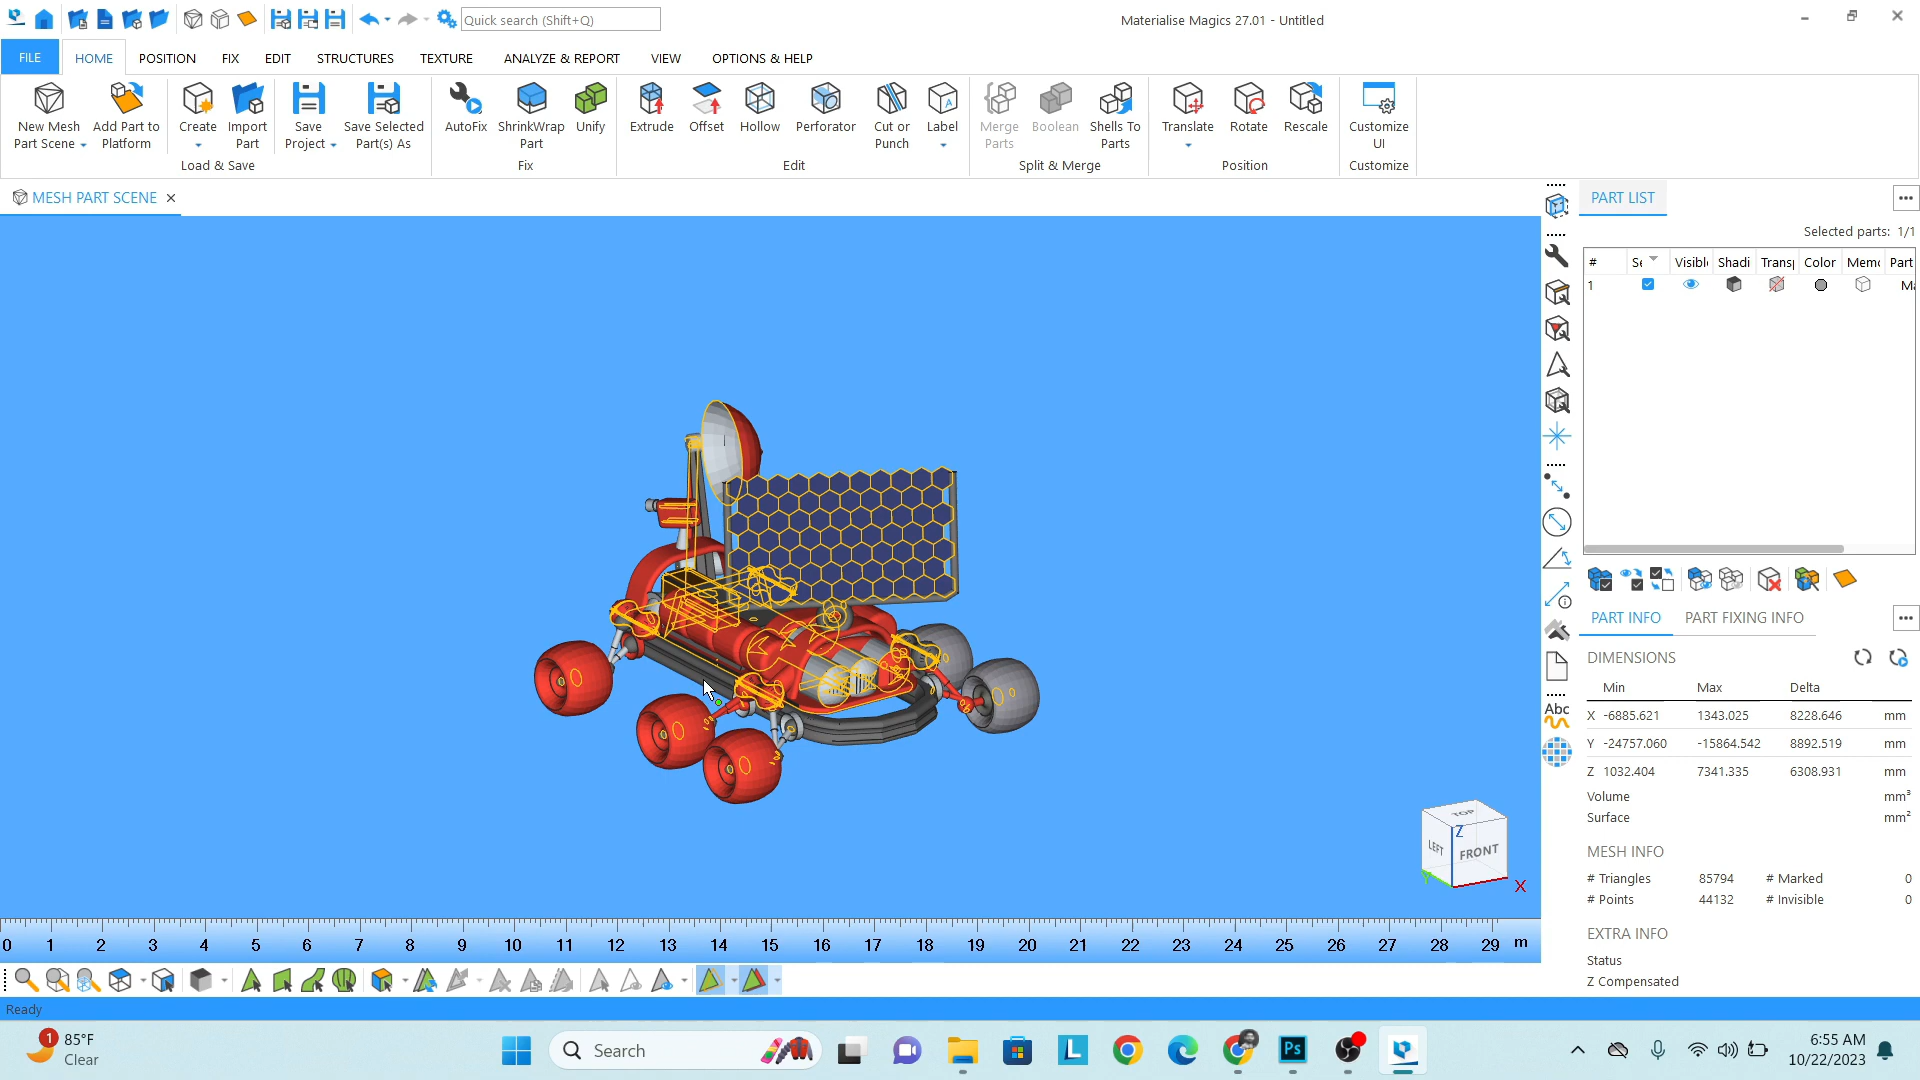 Quick search (Shift+Q)
Materialise Magics 27.01 - Untitled
FILE HOME POSITION FIX EDIT STRUCTURES TEXTURE ANALYZE & REPORT VIEW OPTIONS & HELP
New Mesh Part Scene
Add Part to Platform
Create
Import Part
Save Project
Save Selected Part(s) As
AutoFix
ShrinkWrap Part
Unify
Extrude
Offset
Hollow
Perforator
Cut or Punch
Label
Merge Parts
Boolean
Shells To Parts
Translate
Rotate
Rescale
Customize UI
Load & Save Fix Edit Split & Merge Position Customize
MESH PART SCENE
PART LIST
Selected parts: 1/1
# Se Visibl Shadi Transp Color Memo Part
1 Ma
PART INFO PART FIXING INFO
DIMENSIONS
Min Max Delta
X -6885.621 1343.025 8228.646 mm
Y -24757.060 -15864.542 8892.519 mm
Z 1032.404 7341.335 6308.931 mm
Volume mm³
Surface mm²
MESH INFO
# Triangles 85794 # Marked 0
# Points 44132 # Invisible 0
EXTRA INFO
Status
Z Compensated
Abc
TOP
Z
LEFT FRONT
Y
X
0 1 2 3 4 5 6 7 8 9 10 11 12 13 14 15 16 17 18 19 20 21 22 23 24 25 26 27 28 29 m
Ready
1
85°F
Clear
Search
L
Ps
6:55 AM
10/22/2023